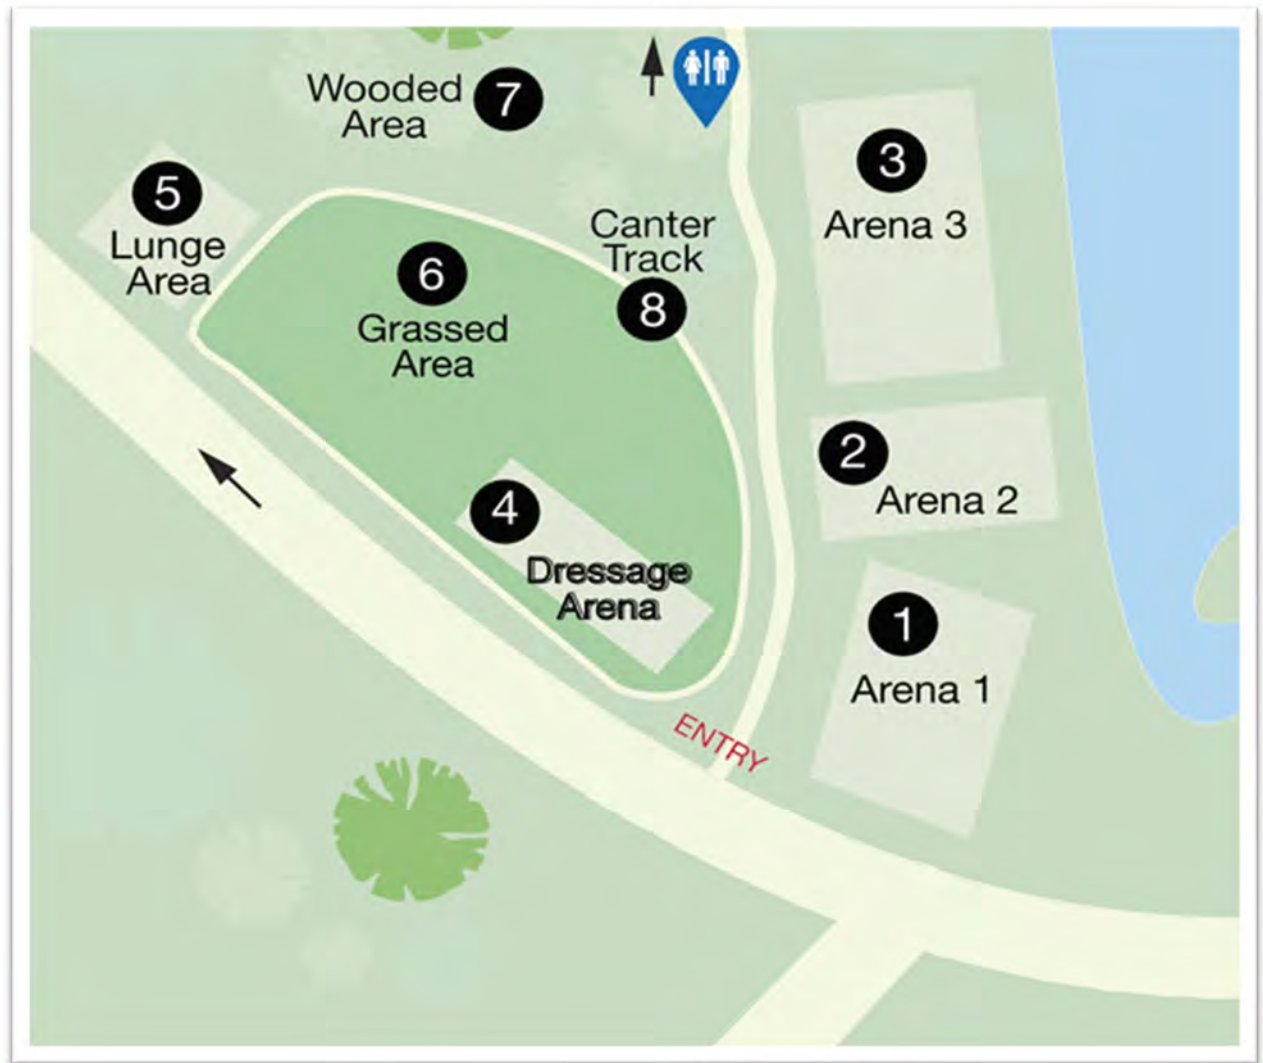 Wooded
Area
7
3
Arena 3
5
Lunge
Area
Canter
Track
8
6
Grassed
Area
2
Arena 2
4
Dressage
Arena
1
Arena 1
ENTRY